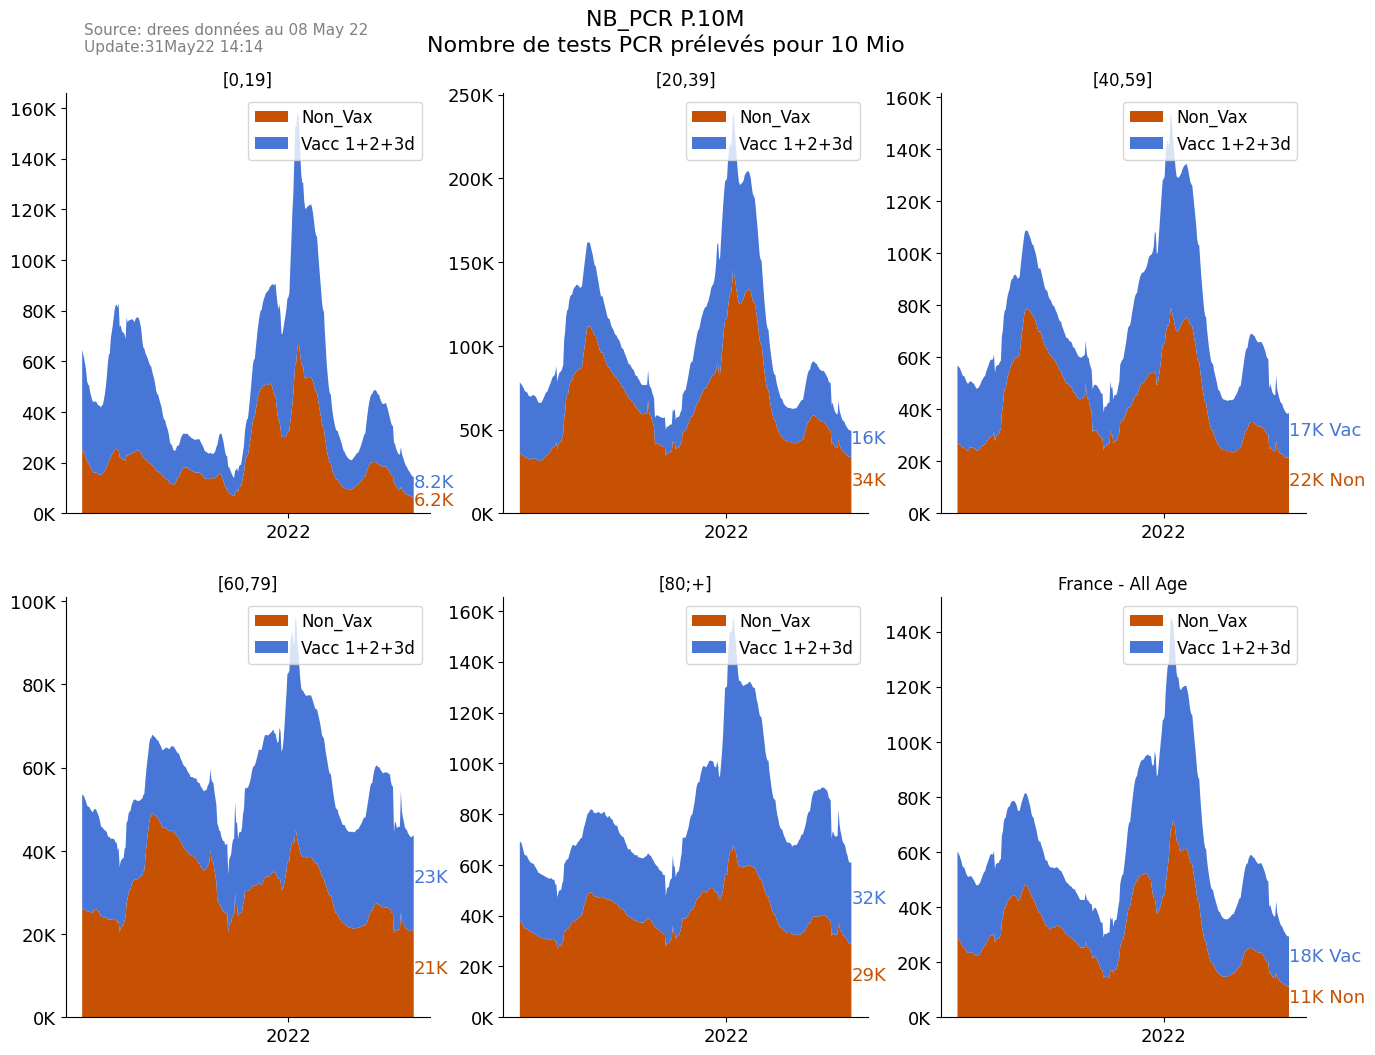 NB_PCR P.10M
Nombre de tests PCR prélevés pour 10 Mio
Source: drees données au 08 May 22
Update:31May22 14:14
[0,19]
160K
140K
120K
100K
80K
60K
40K
20K
0K
Non_Vax
Vacc 1+2+3d
8.2K
6.2K
2022
[20,39]
250K
200K
150K
100K
50K
0K
Non_Vax
Vacc 1+2+3d
16K
34K
2022
[40,59]
160K
140K
120K
100K
80K
60K
40K
20K
0K
Non_Vax
Vacc 1+2+3d
17K Vac
22K Non
2022
[60,79]
100K
80K
60K
40K
20K
0K
Non_Vax
Vacc 1+2+3d
23K
21K
2022
[80;+]
160K
140K
120K
100K
80K
60K
40K
20K
0K
Non_Vax
Vacc 1+2+3d
32K
29K
2022
France - All Age
140K
120K
100K
80K
60K
40K
20K
0K
Non_Vax
Vacc 1+2+3d
18K Vac
11K Non
2022